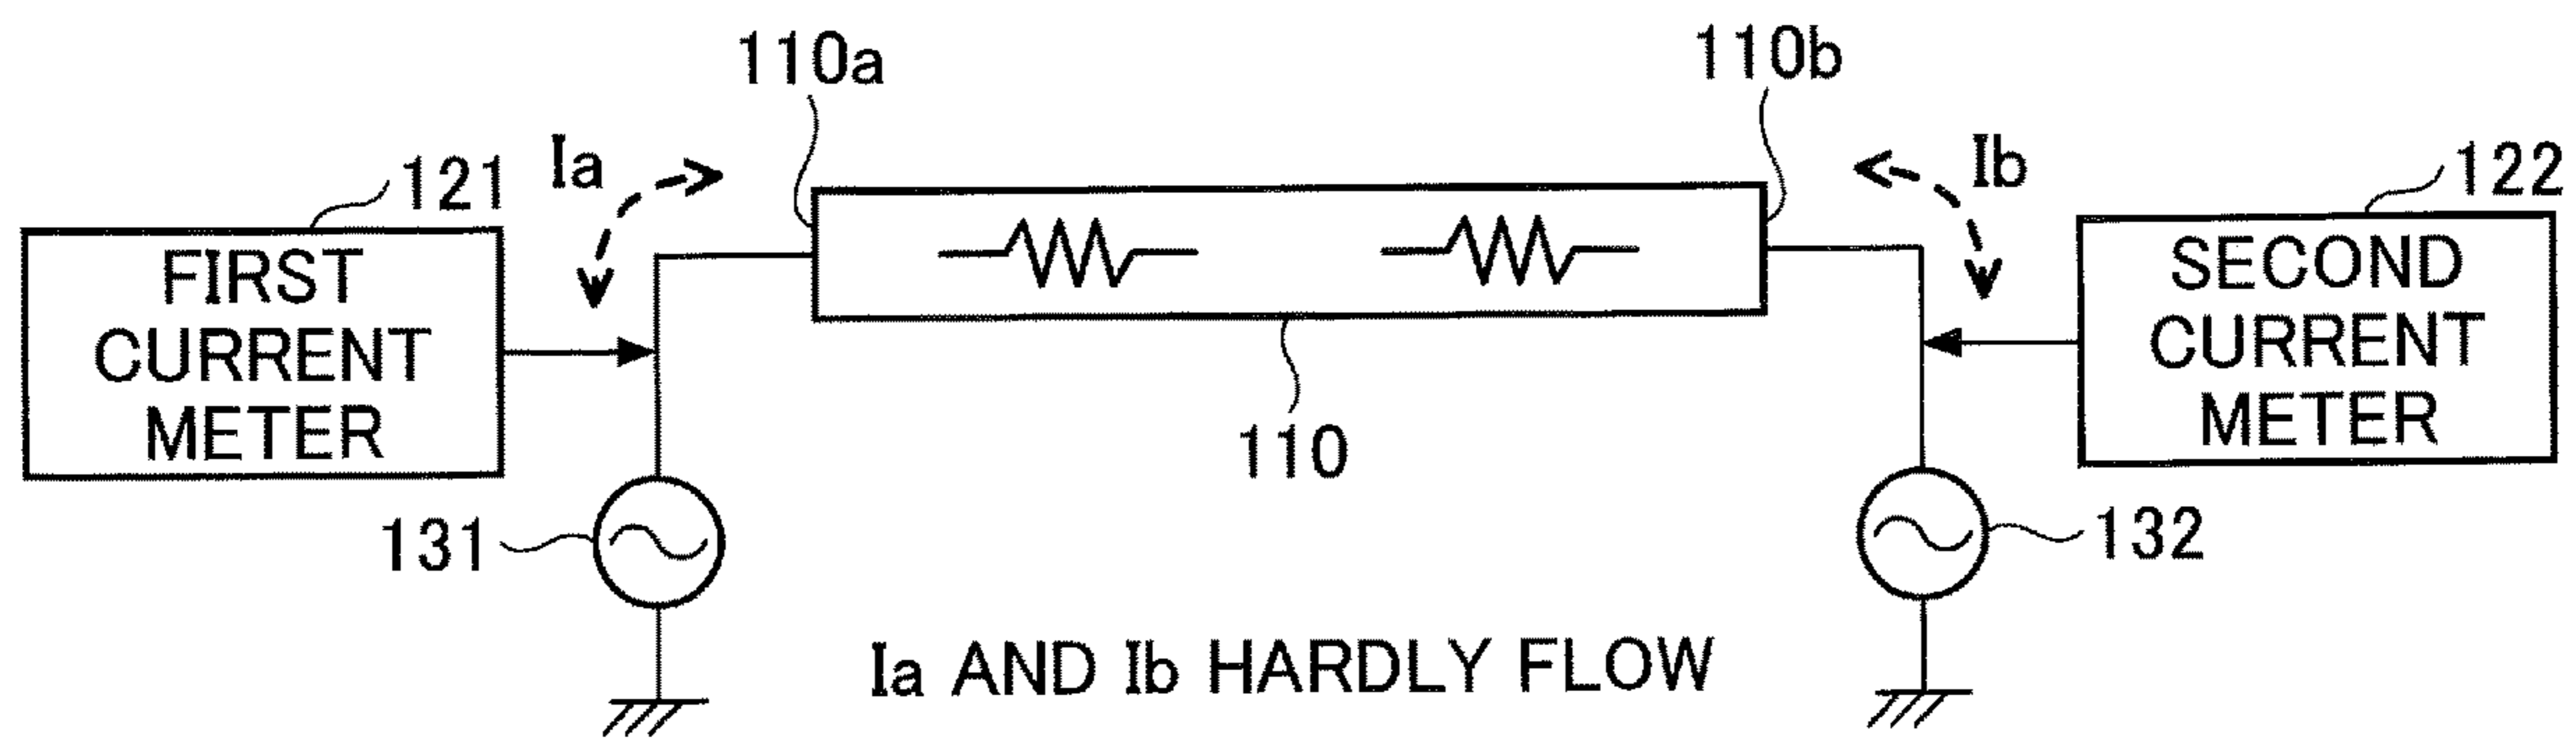 110a
110b
Ia
Ib
121
122
FIRST
CURRENT
METER
SECOND
CURRENT
METER
110
131
132
Ia AND Ib HARDLY FLOW